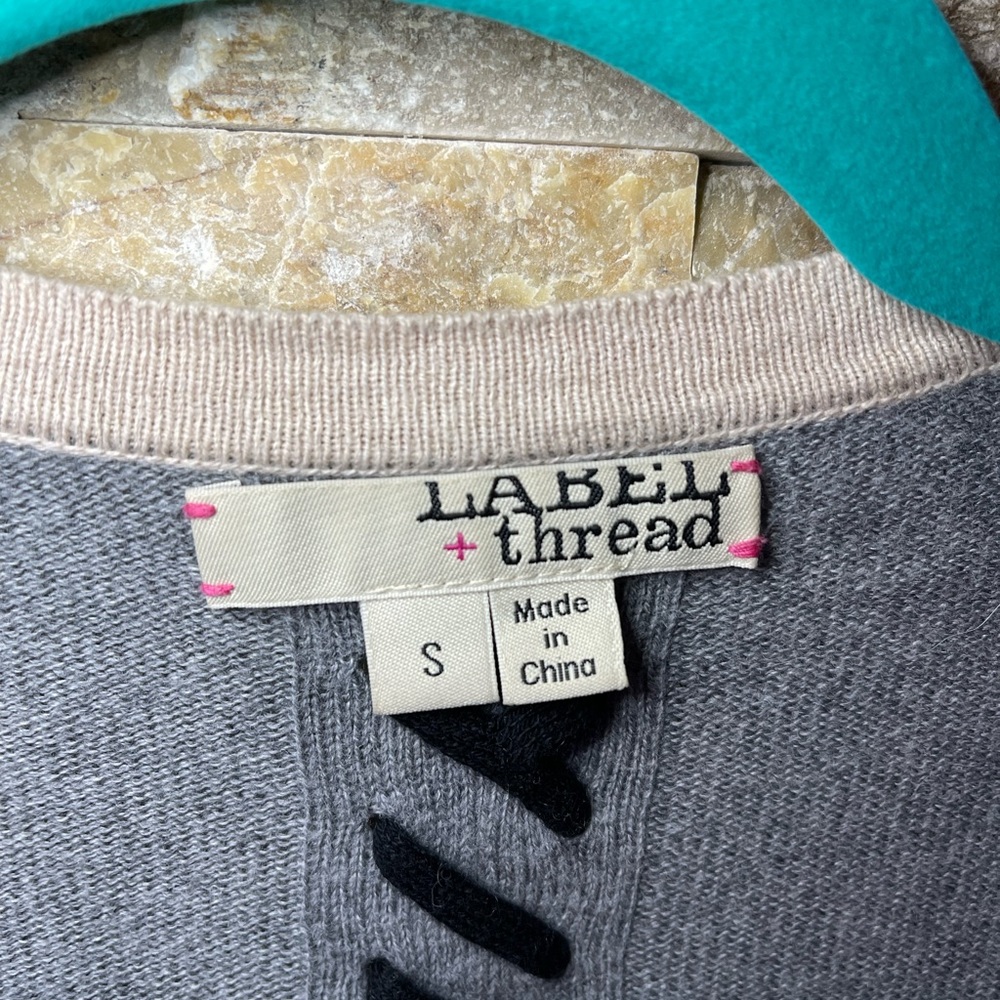 LABEL
+ thread
S
Made
in
China